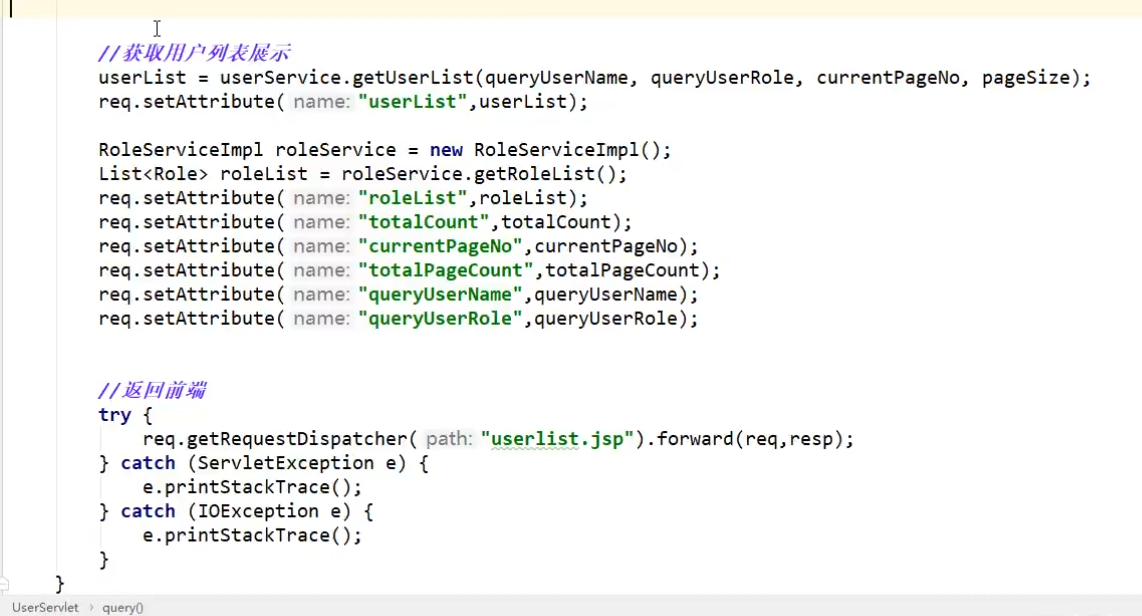 //获取用户列表展示
userList = userService.getUserList(queryUserName, queryUserRole, currentPageNo, pageSize);
req.setAttribute( name: "userList",userList);
RoleServiceImpl roleService = new RoleServiceImpl();
List<Role> roleList = roleService.getRoleList();
req.setAttribute( name: "roleList",roleList);
req.setAttribute( name: "totalCount",totalCount);
req.setAttribute( name: "currentPageNo",currentPageNo);
req.setAttribute( name: "totalPageCount",totalPageCount);
req.setAttribute( name: "queryUserName",queryUserName);
req.setAttribute( name: "queryUserRole",queryUserRole);
//返回前端
try {
req.getRequestDispatcher( path: "userlist.jsp").forward(req,resp);
} catch (ServletException e) {
e.printStackTrace();
} catch (IOException e) {
e.printStackTrace();
}
}
UserServlet › query()